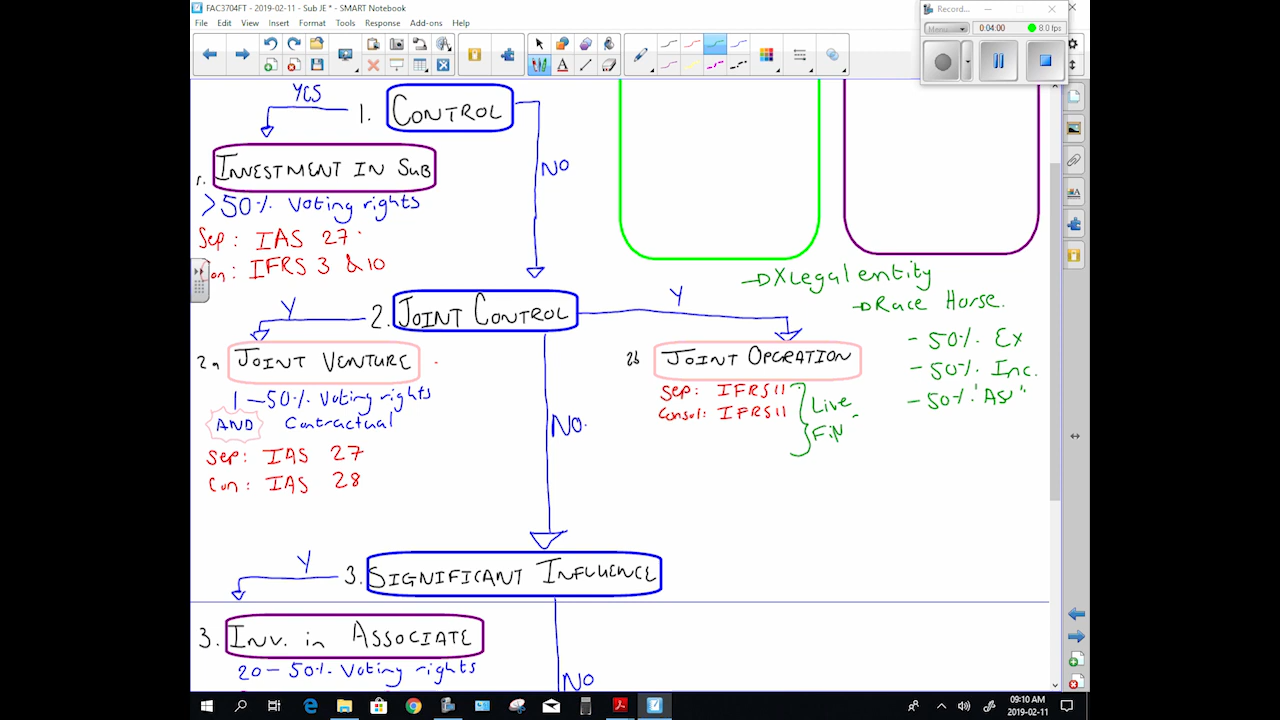 FAC3704FT - 2019-02-11 - Sub JE * - SMART Notebook
File Edit View Insert Format Tools Response Add-ons Help
Record...
Menu
0:04:00
8.0 fps
YES
1. CONTROL
NO
1. INVESTMENT IN SUB
>50% Voting rights
Sep: IAS 27
Con: IFRS 3 & 10
→ X Legal entity
→ Race Horse.
- 50% Ex
- 50% Inc.
- 50% "Ass"
Y
2. JOINT CONTROL
Y
2a JOINT VENTURE
2b JOINT OPERATION
1-50% Voting rights
AND Contractual
Sep: IAS 27
Con: IAS 28
Sep: IFRS 11
Consol: IFRS 11
Live
FiN
NO
Y
3. SIGNIFICANT INFLUENCE
3. INV. in ASSOCIATE
20-50% Voting rights
NO
09:10 AM
2019-02-11